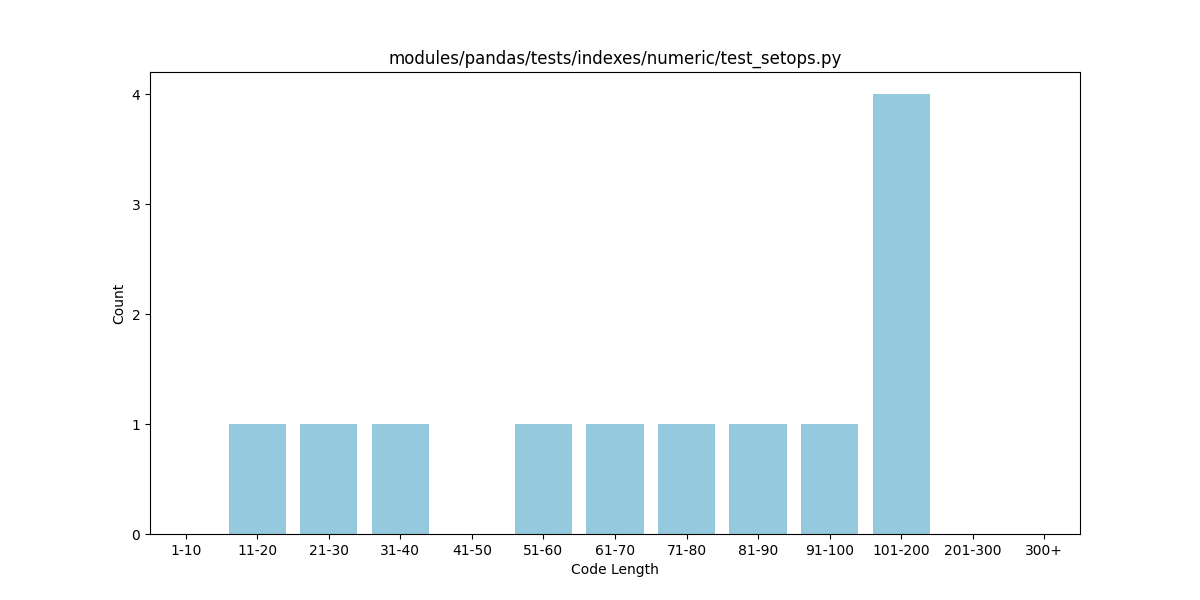 modules/pandas/tests/indexes/numeric/test_setops.py
4
3
2
1
0
Count
1-10 11-20 21-30 31-40 41-50 51-60 61-70 71-80 81-90 91-100 101-200 201-300 300+
Code Length